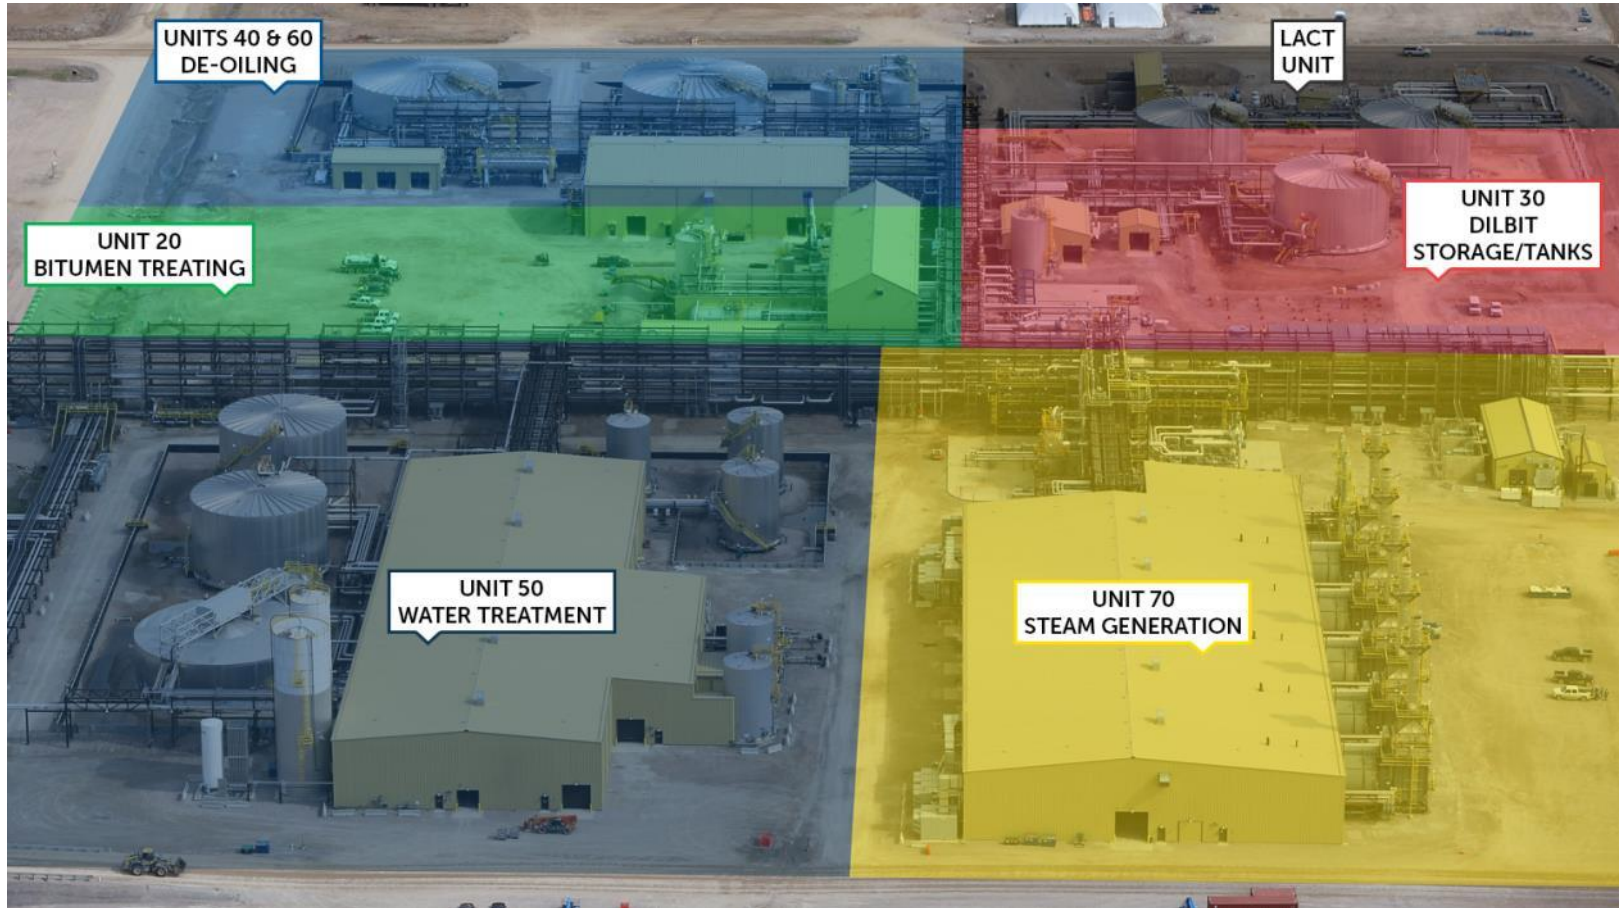 UNITS 40 & 60
DE-OILING
LACT
UNIT
UNIT 20
BITUMEN TREATING
UNIT 30
DILBIT
STORAGE/TANKS
UNIT 50
WATER TREATMENT
UNIT 70
STEAM GENERATION